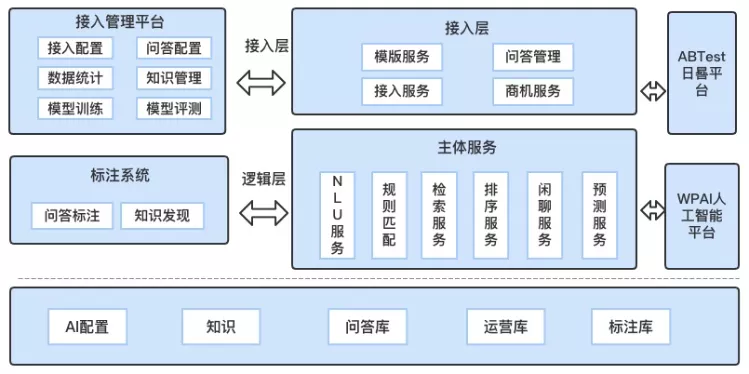 接入管理平台
接入配置
问答配置
数据统计
知识管理
模型训练
模型评测
接入层
接入层
模版服务
问答管理
接入服务
商机服务
ABTest
日晷平
台
标注系统
问答标注
知识发现
逻辑层
主体服务
NLU服务
规则匹配
检索服务
排序服务
闲聊服务
预测服务
WPAI人
工智能
平台
AI配置
知识
问答库
运营库
标注库